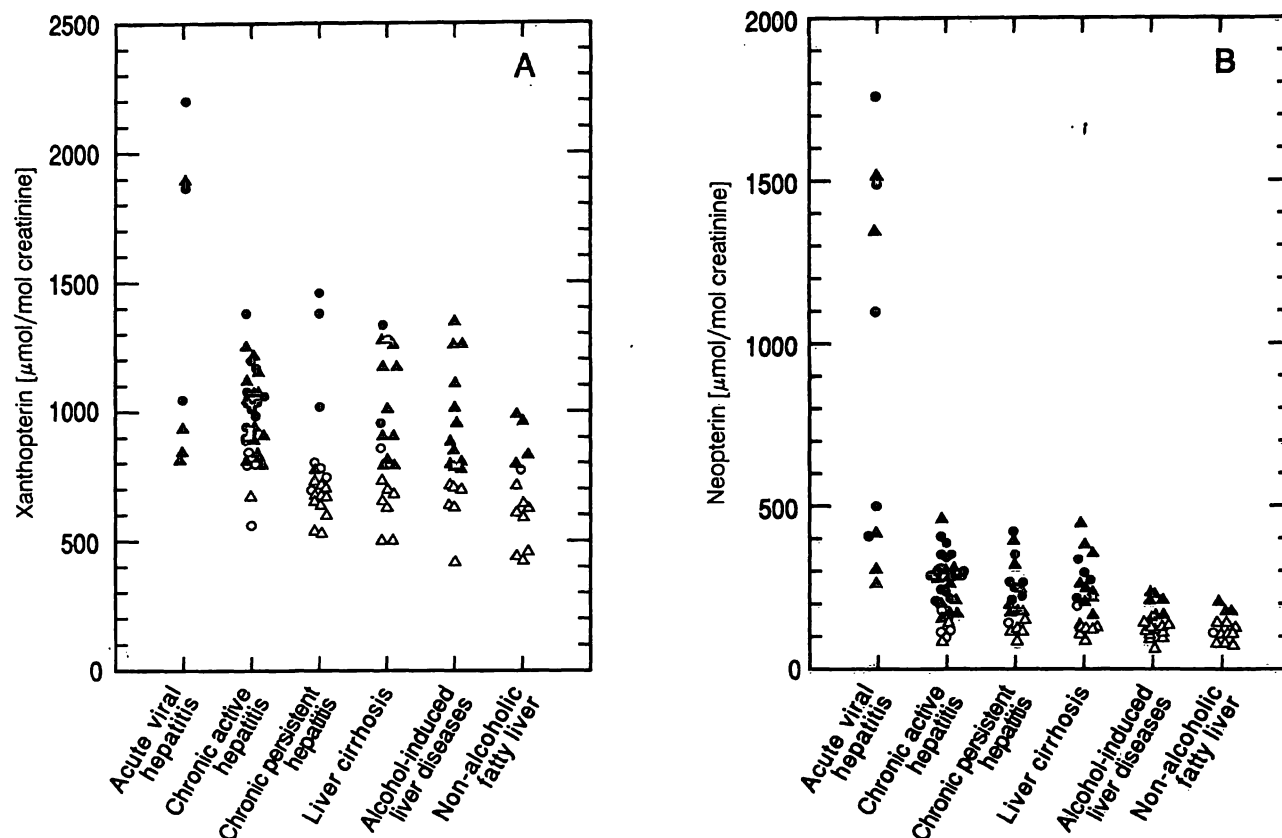 A
2500
2000
1500
1000
500
0
Xanthopterin [μmol/mol creatinine]
Acute viral
hepatitis
Chronic active
hepatitis
Chronic persistent
hepatitis
Liver cirrhosis
Alcohol-induced
liver diseases
Non-alcoholic
fatty liver
B
2000
1500
1000
500
0
Neopterin [μmol/mol creatinine]
Acute viral
hepatitis
Chronic active
hepatitis
Chronic persistent
hepatitis
Liver cirrhosis
Alcohol-induced
liver diseases
Non-alcoholic
fatty liver